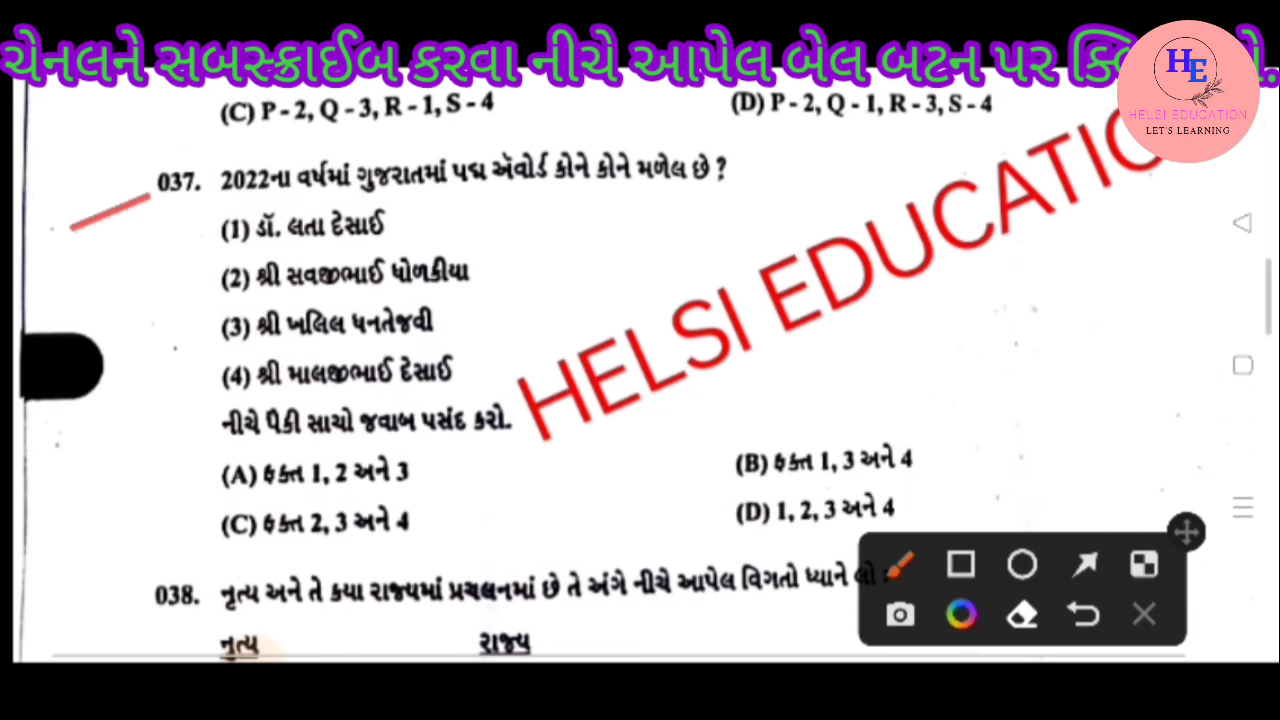 ચેનલને સબસ્ક્રાઈબ કરવા નીચે આપેલ બેલ બટન પર
HE
HELSI EDUCATION
LET'S LEARNING
(C) P - 2, Q - 3, R - 1, S - 4
(D) P - 2, Q - 1, R - 3, S - 4
037. 2022ના વર્ષમાં ગુજરાતમાં પદ્મ ઍવોર્ડ કોને કોને મળેલ છે ?
(1) ડૉ. લતા દેસાઈ
(2) શ્રી સવજીભાઈ ધોળકીયા
(3) શ્રી ખલિલ ધનતેજવી
(4) શ્રી માલજીભાઈ દેસાઈ
નીચે પૈકી સાચો જવાબ પસંદ કરો.
(A) ફક્ત 1, 2 અને 3
(B) ફક્ત 1, 3 અને 4
(C) ફક્ત 2, 3 અને 4
(D) 1, 2, 3 અને 4
HELSI EDUCATIO
038. નૃત્ય અને તે કયા રાજ્યમાં પ્રચલનમાં છે તે અંગે નીચે આપેલ વિગતો ધ્યાને લો :
નૃત્ય રાજ્ય